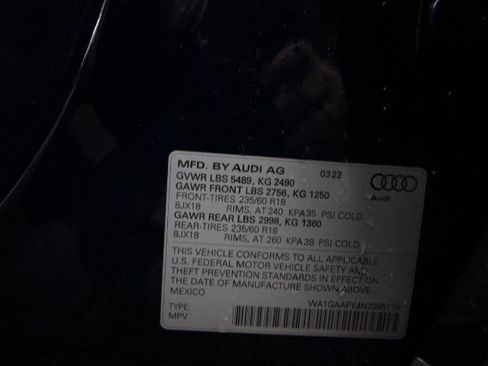 MFD. BY AUDI AG 03.22
GVWR LBS 5489, KG 2490
GAWR FRONT LBS 2756, KG 1250
FRONT-TIRES 235/60 R18
8JX18 RIMS, AT 240 KPA35 PSI COLD
GAWR REAR LBS 2998, KG 1360
REAR-TIRES 235/60 R18
8JX18 RIMS, AT 260 KPA38 PSI COLD
Audi
THIS VEHICLE CONFORMS TO ALL APPLICABLE
U.S. FEDERAL MOTOR VEHICLE SAFETY AND
THEFT PREVENTION STANDARDS IN EFFECT ON
THE DATE OF MANUFACTURE SHOWN ABOVE.
MEXICO
TYPE:
MPV